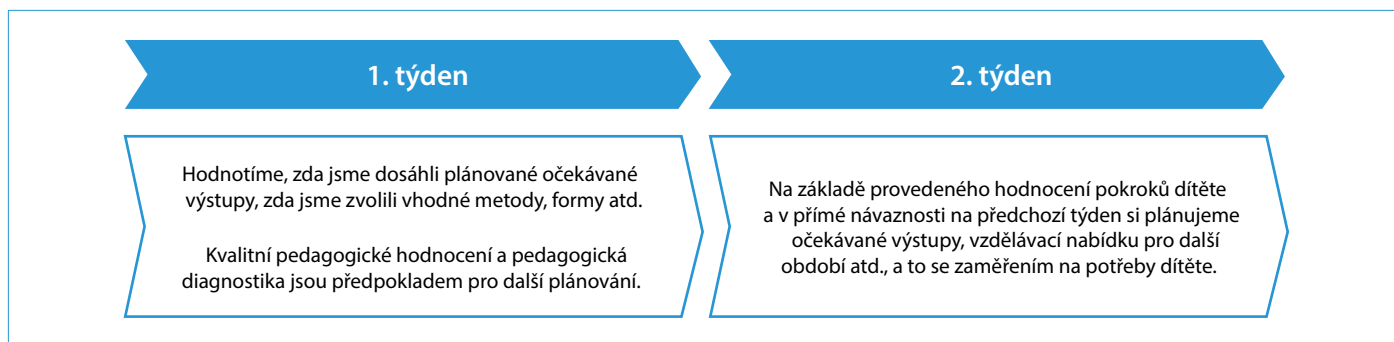 1. týden
Hodnotíme, zda jsme dosáhli plánované očekávané
výstupy, zda jsme zvolili vhodné metody, formy atd.
Kvalitní pedagogické hodnocení a pedagogická
diagnostika jsou předpokladem pro další plánování.
2. týden
Na základě provedeného hodnocení pokroků dítěte
a v přímé návaznosti na předchozí týden si plánujeme
očekávané výstupy, vzdělávací nabídku pro další
období atd., a to se zaměřením na potřeby dítěte.